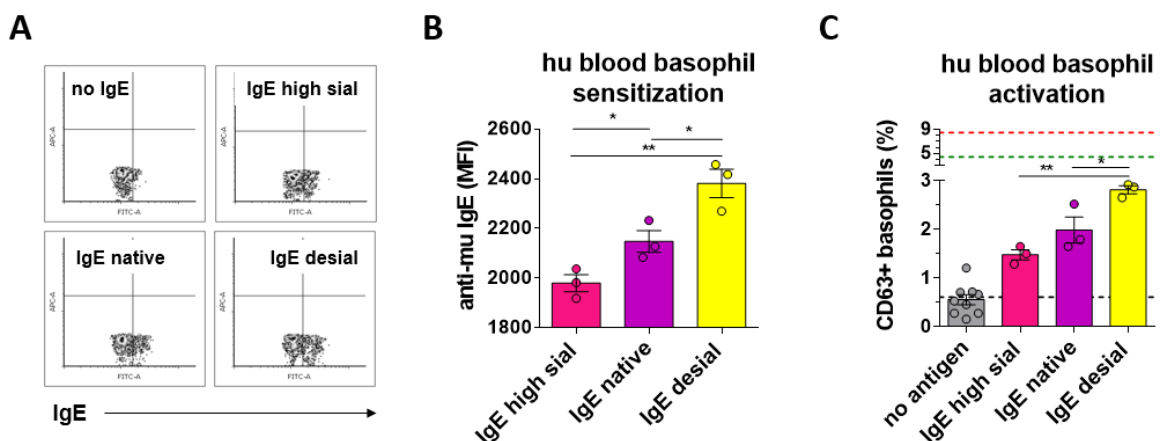 A
no IgE
IgE high sial
APC-A
APC-A
FITC-A
FITC-A
IgE native
IgE desial
APC-A
APC-A
FITC-A
FITC-A
IgE
B
hu blood basophil
sensitization
anti-mu IgE (MFI)
2600
2400
2200
2000
1800
*
*
**
IgE high sial
IgE native
IgE desial
C
hu blood basophil
activation
CD63+ basophils (%)
9
5
3
2
1
0
**
*
no antigen
IgE high sial
IgE native
IgE desial